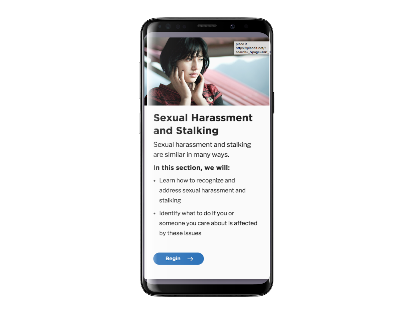 Sexual Harassment
and Stalking
Sexual harassment and stalking
are similar in many ways.
In this section, we will:
• Learn how to recognize and
address sexual harassment and
stalking
• Identify what to do if you or
someone you care about is affected
by these issues
Begin →